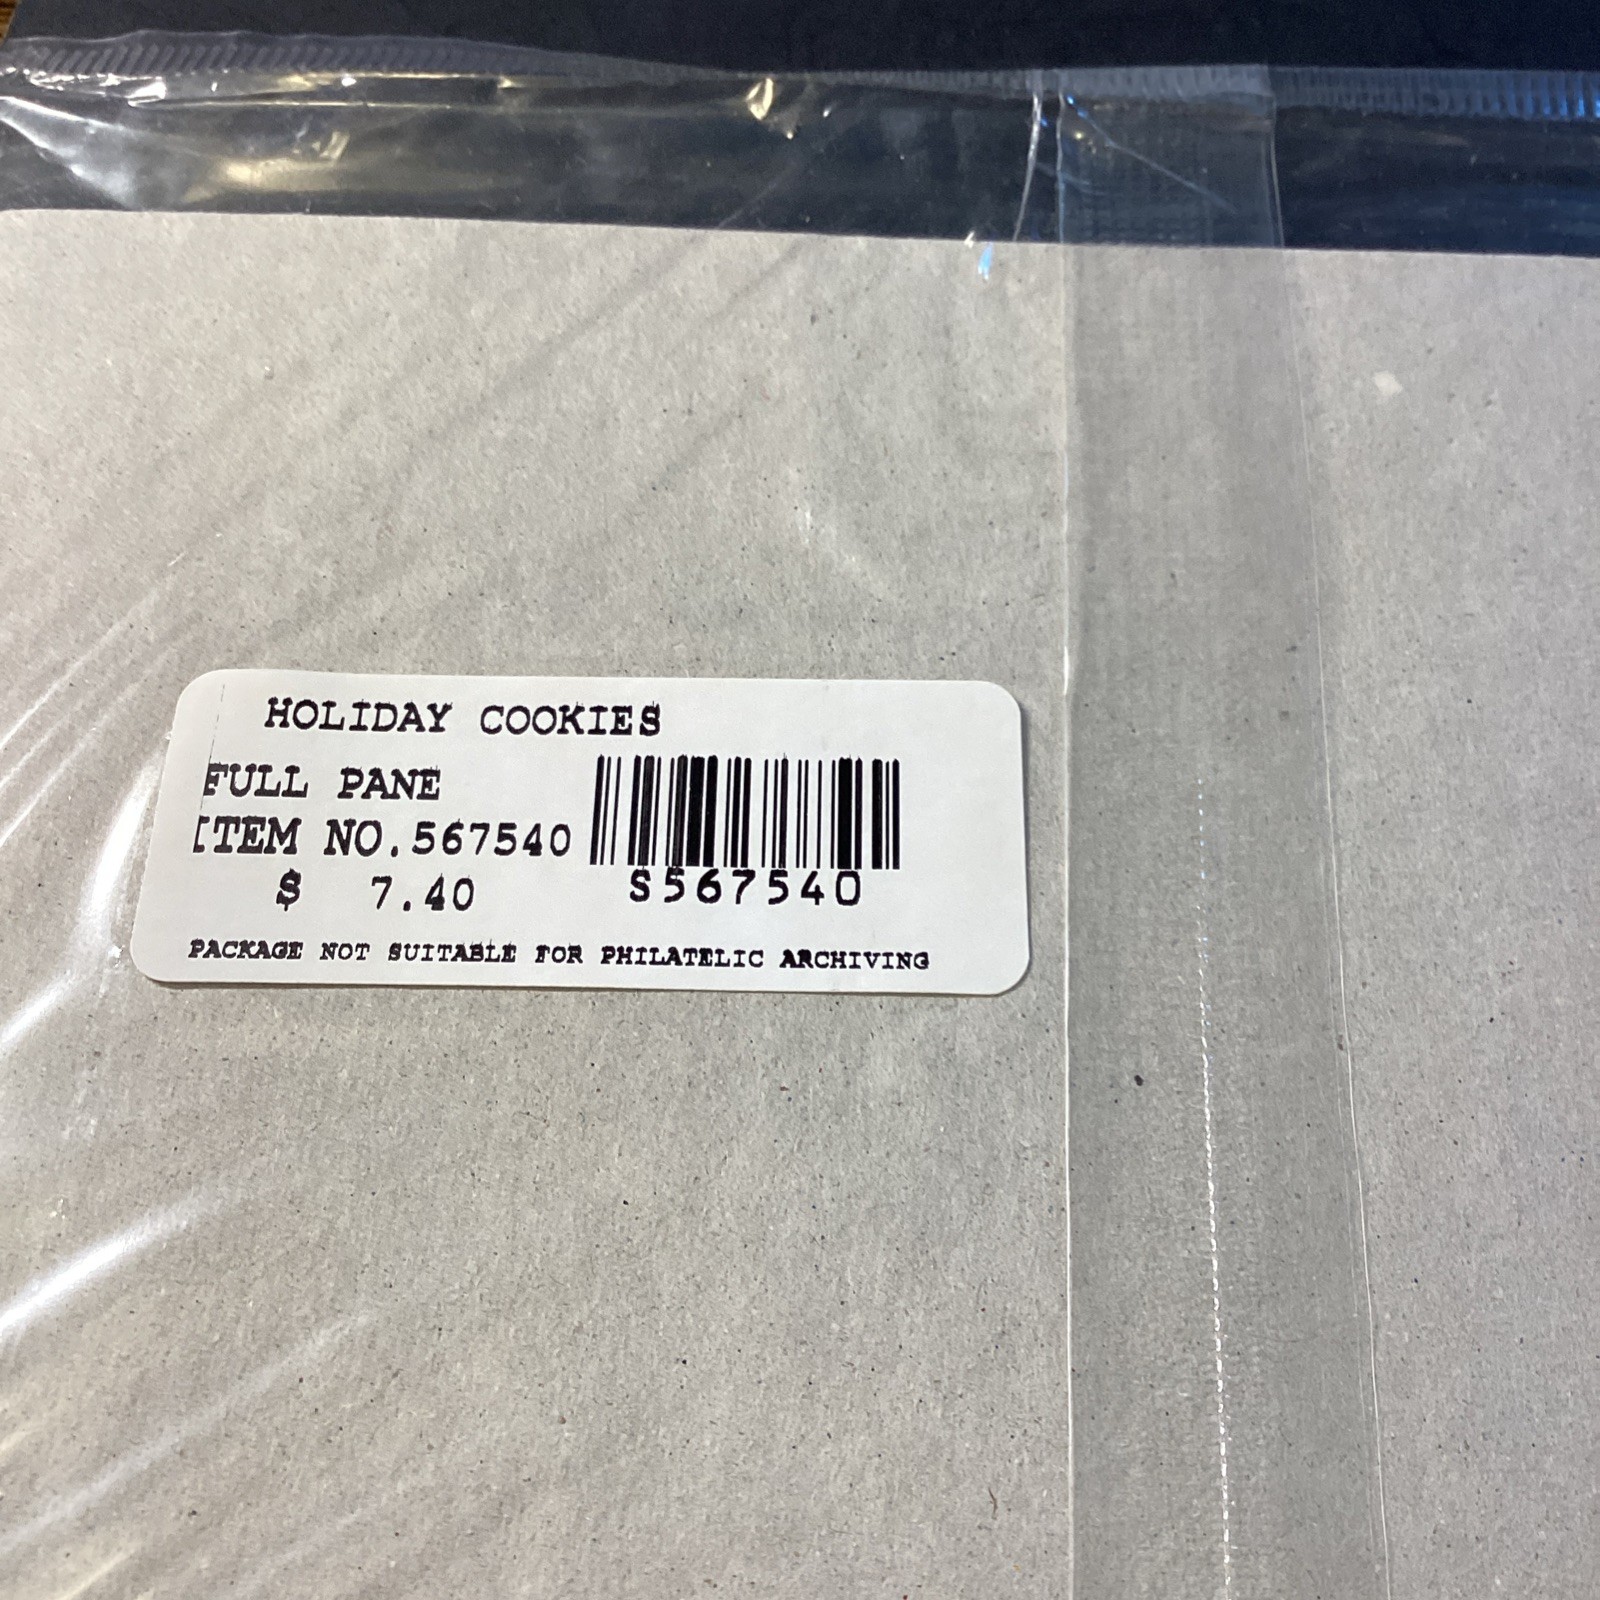 HOLIDAY COOKIES
FULL PANE
ITEM NO.567540
$ 7.40
S567540
PACKAGE NOT SUITABLE FOR PHILATELIC ARCHIVING